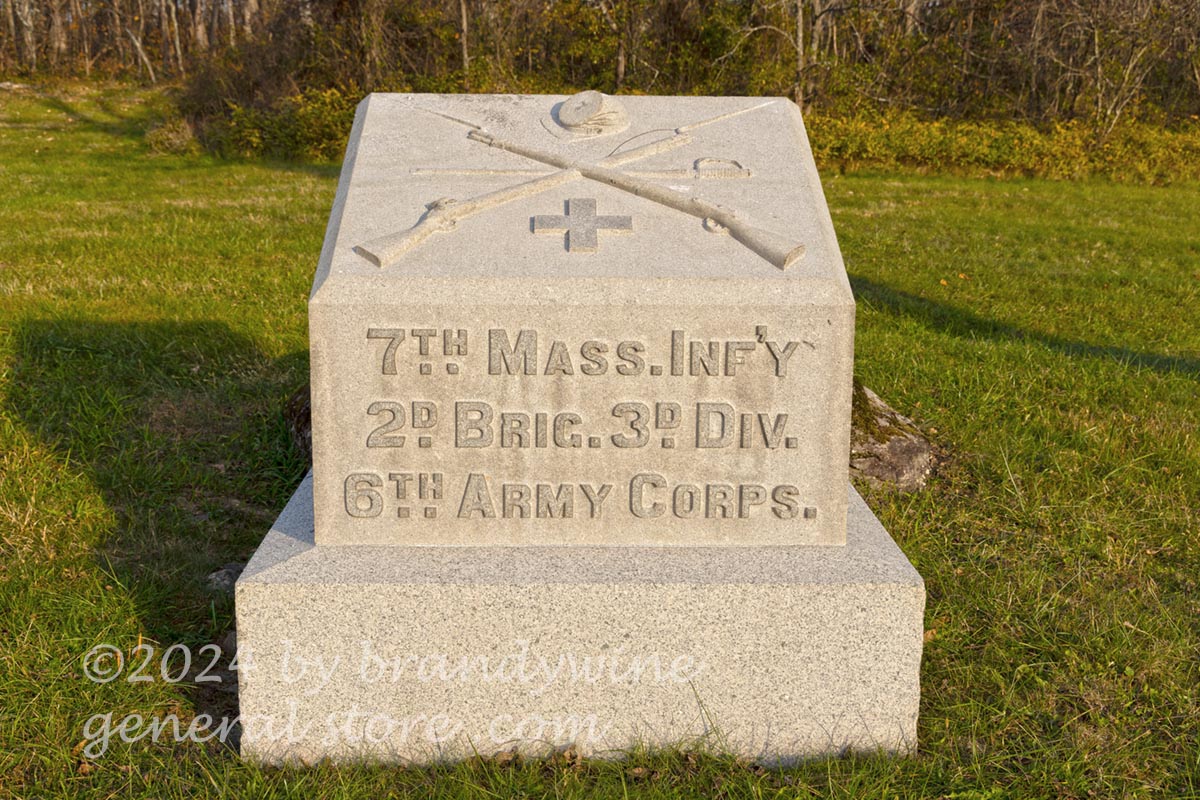 7TH MASS. INF'Y
2D BRIG. 3D DIV.
6TH ARMY CORPS.
©2024 by brandywine
general store. com